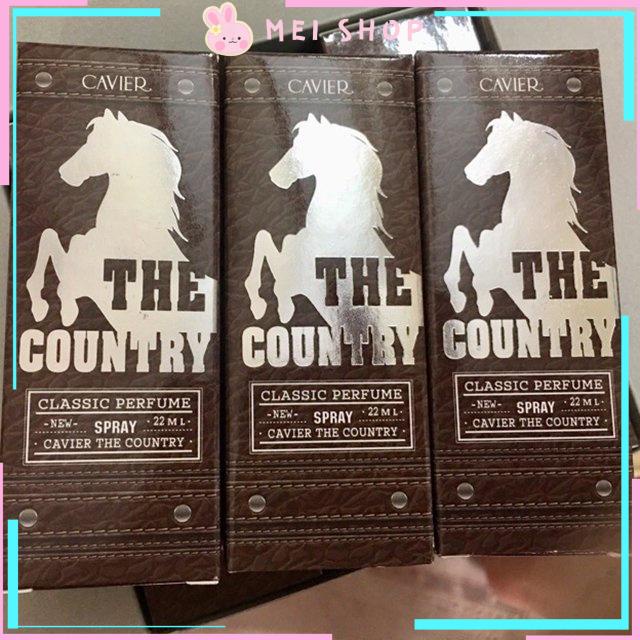 MEI SHOP
CAVIER
THE
COUNTRY
CLASSIC PERFUME
-NEW- SPRAY · 22 ML ·
· CAVIER THE COUNTRY ·
CAVIER
THE
COUNTRY
CLASSIC PERFUME
-NEW- SPRAY · 22 ML ·
· CAVIER THE COUNTRY ·
CAVIER
THE
COUNTRY
CLASSIC PERFUME
-NEW- SPRAY · 22 ML ·
· CAVIER THE COUNTRY ·